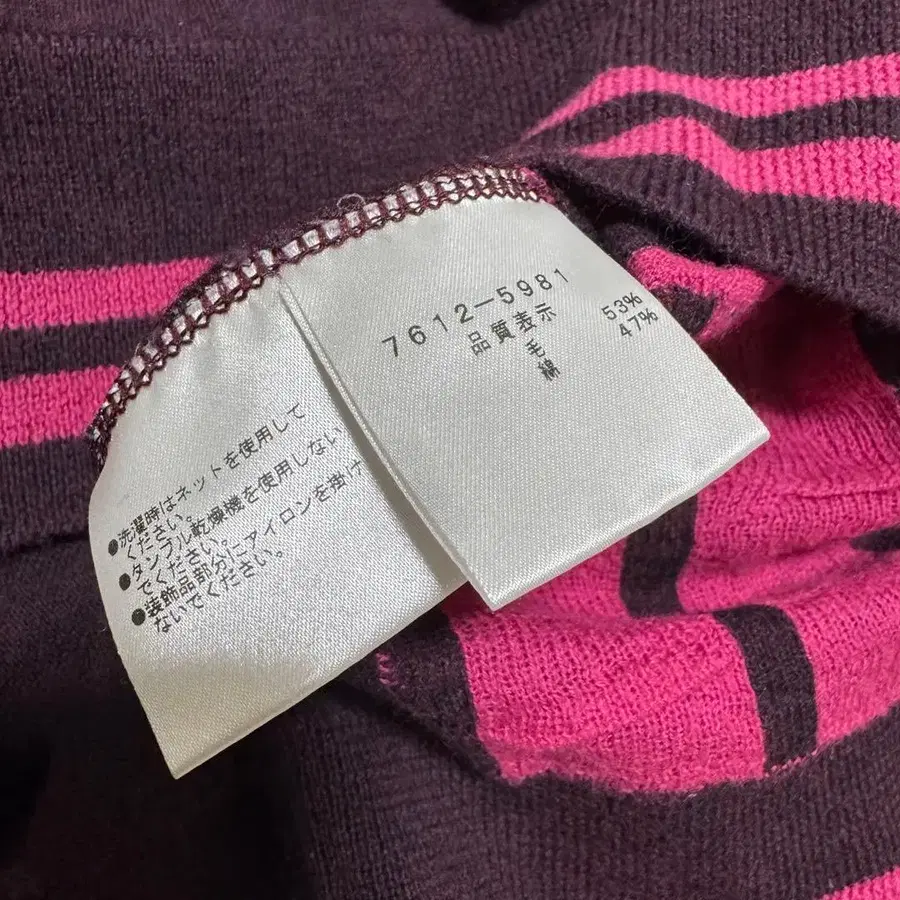 7612-5981
品質表示
毛 53%
綿 47%
●洗濯時はネットを使用して
ください。
●タンブル乾燥機を使用しない
でください。
●装飾品部分にアイロンを掛け
ないでください。